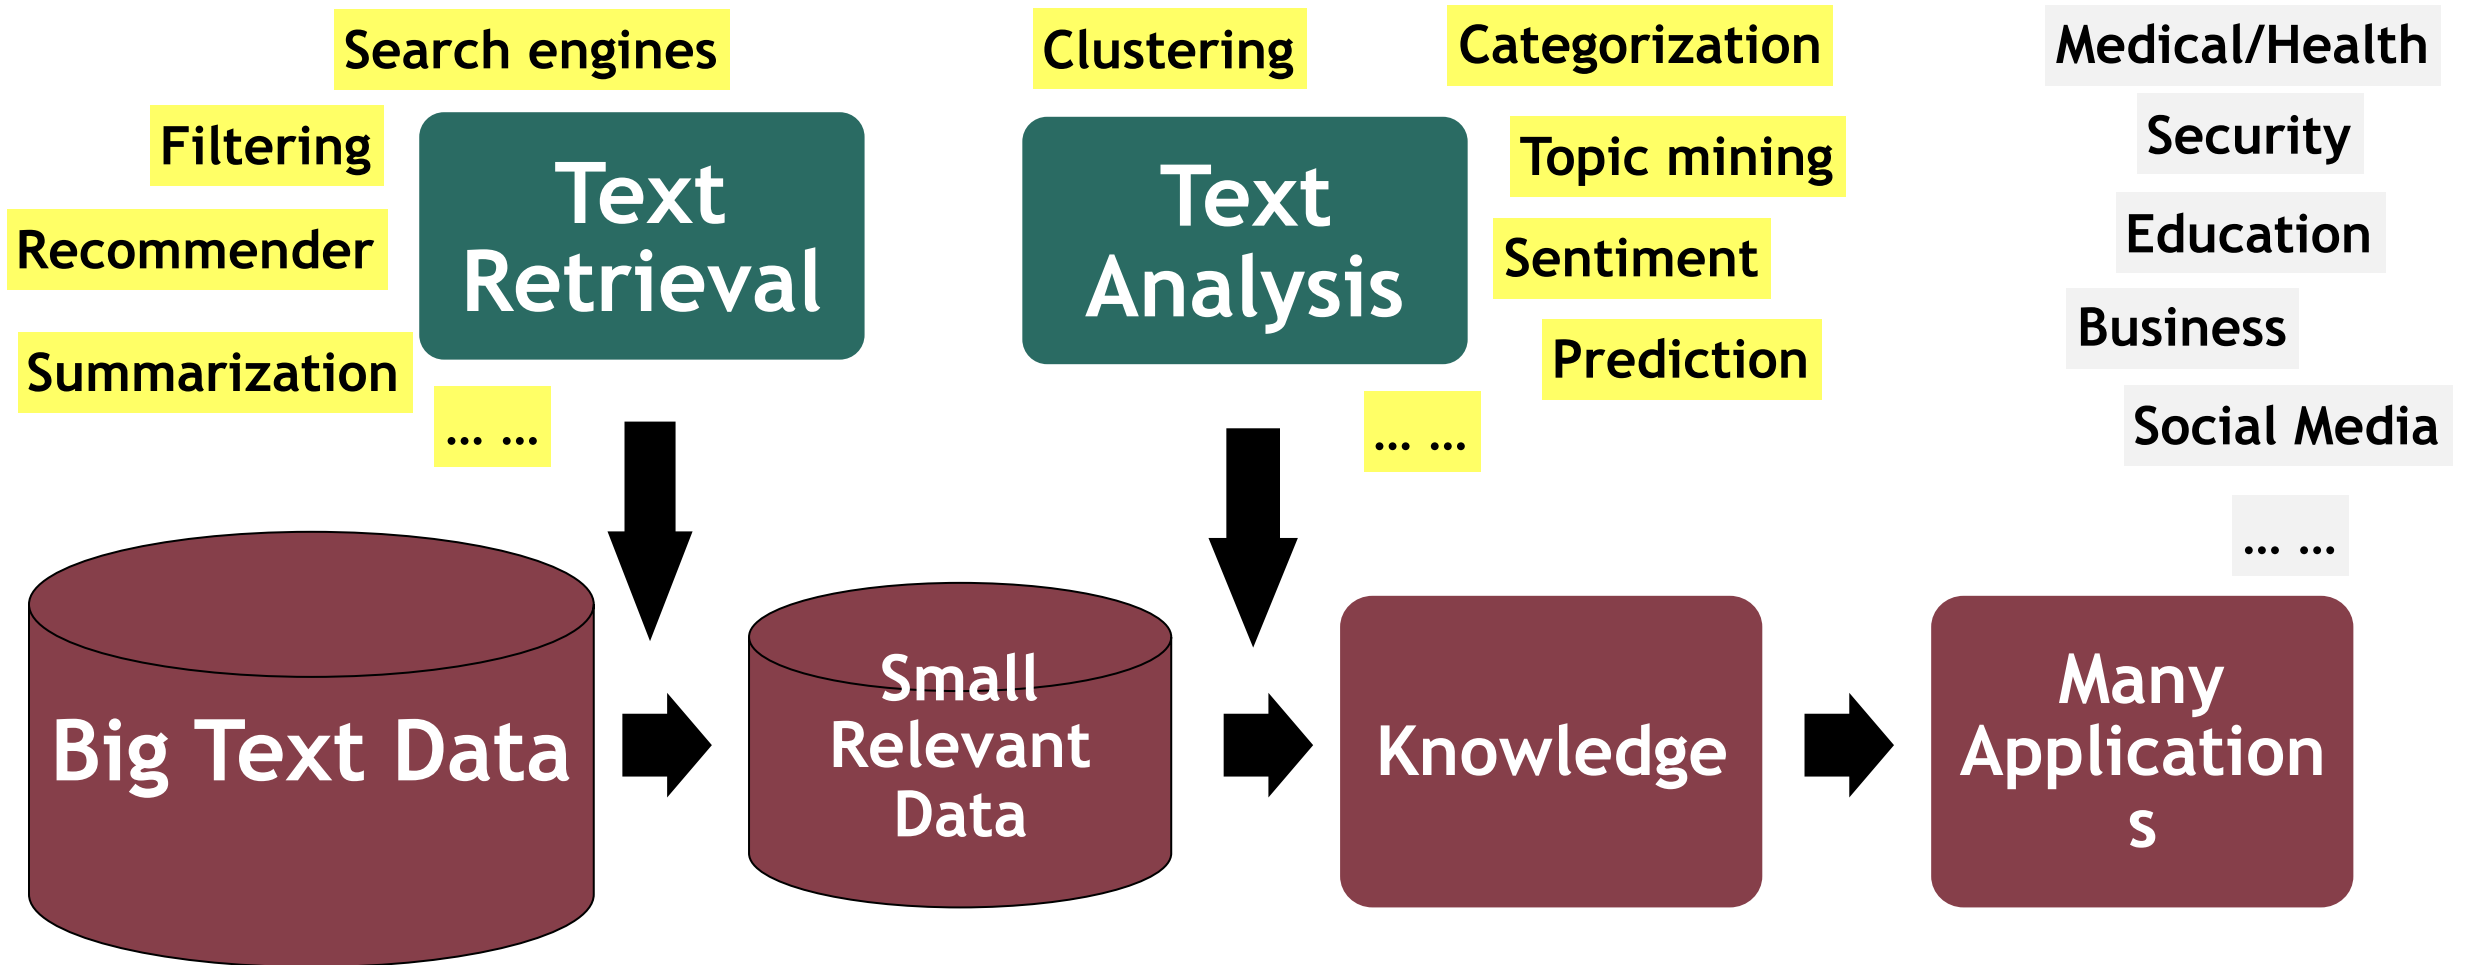 Search engines
Filtering
Recommender
Summarization
... ...
Text
Retrieval
Clustering
Categorization
Topic mining
Sentiment
Prediction
... ...
Text
Analysis
Medical/Health
Security
Education
Business
Social Media
... ...
Big Text Data
Small
Relevant
Data
Knowledge
Many
Application
s